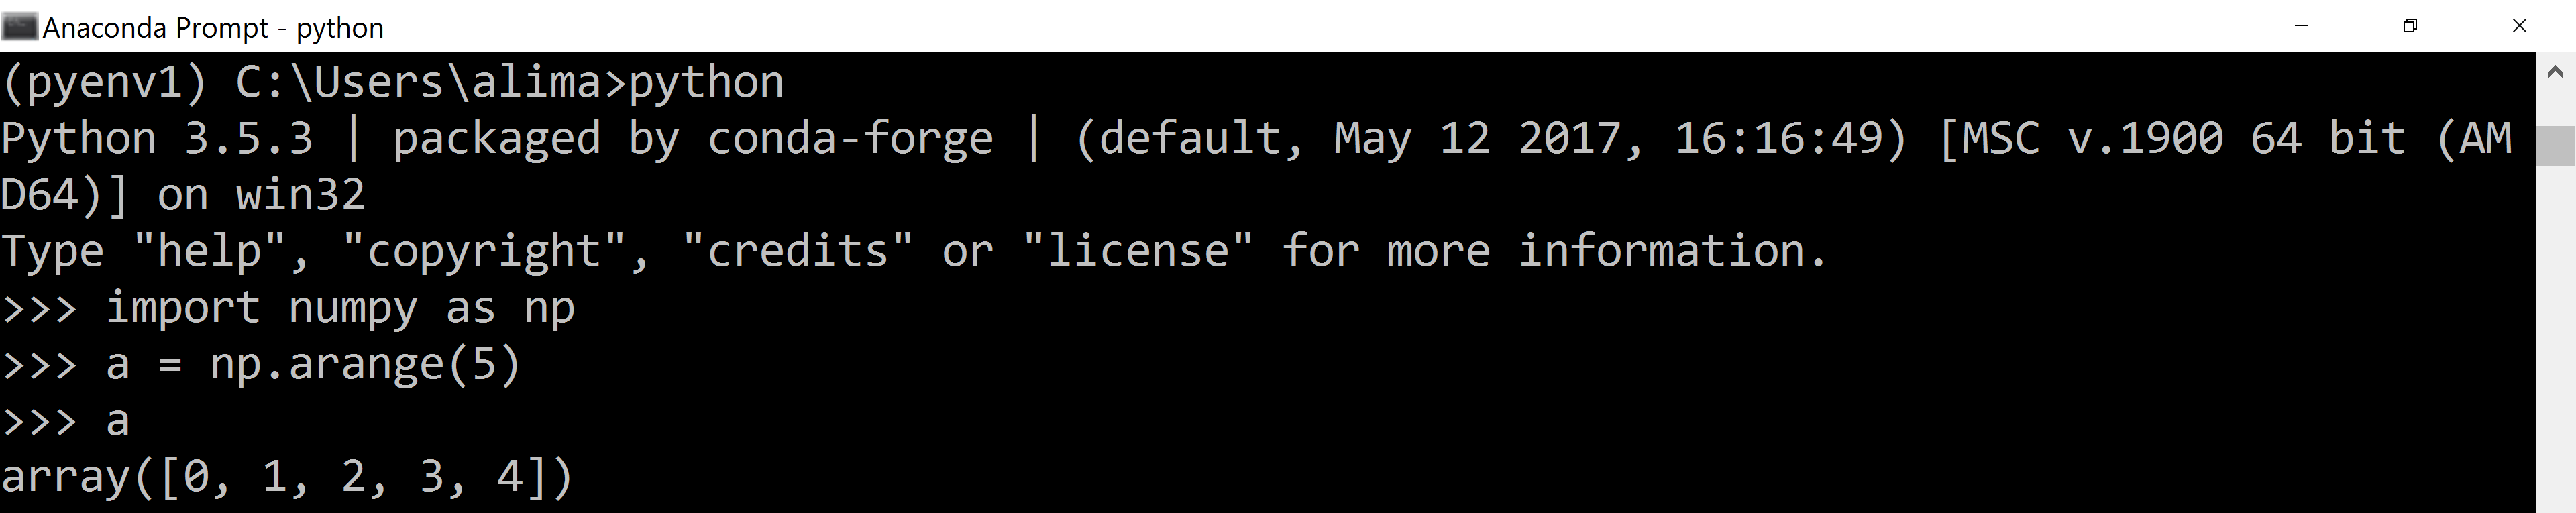 Anaconda Prompt - python
(pyenv1) C:\Users\alima>python
Python 3.5.3 | packaged by conda-forge | (default, May 12 2017, 16:16:49) [MSC v.1900 64 bit (AM
D64)] on win32
Type "help", "copyright", "credits" or "license" for more information.
>>> import numpy as np
>>> a = np.arange(5)
>>> a
array([0, 1, 2, 3, 4])